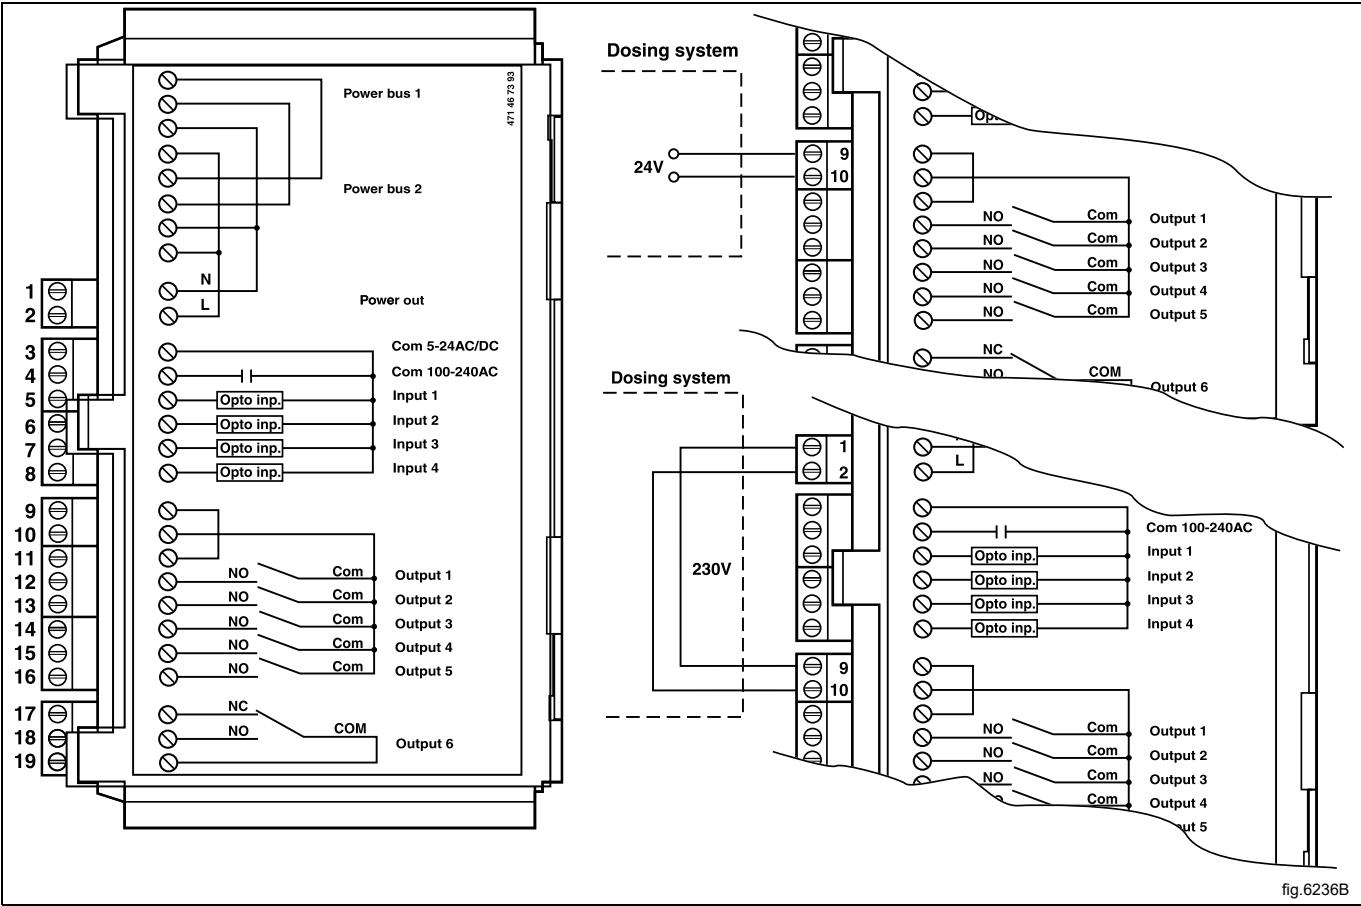 471 46 73 93
Power bus 1
Power bus 2
N
L
Power out
1
2
3
4
5
6
7
8
9
10
11
12
13
14
15
16
17
18
19
Com 5-24AC/DC
Com 100-240AC
Opto inp. Input 1
Opto inp. Input 2
Opto inp. Input 3
Opto inp. Input 4
NO Com Output 1
NO Com Output 2
NO Com Output 3
NO Com Output 4
NO Com Output 5
NC
NO COM
Output 6
Dosing system
24V
9
10
NO Com Output 1
NO Com Output 2
NO Com Output 3
NO Com Output 4
NO Com Output 5
NC
NO COM
Output 6
Dosing system
230V
1
2
L
Com 100-240AC
Opto inp. Input 1
Opto inp. Input 2
Opto inp. Input 3
Opto inp. Input 4
9
10
NO Com Output 1
NO Com Output 2
NO Com Output 3
Com Output 4
fig.6236B